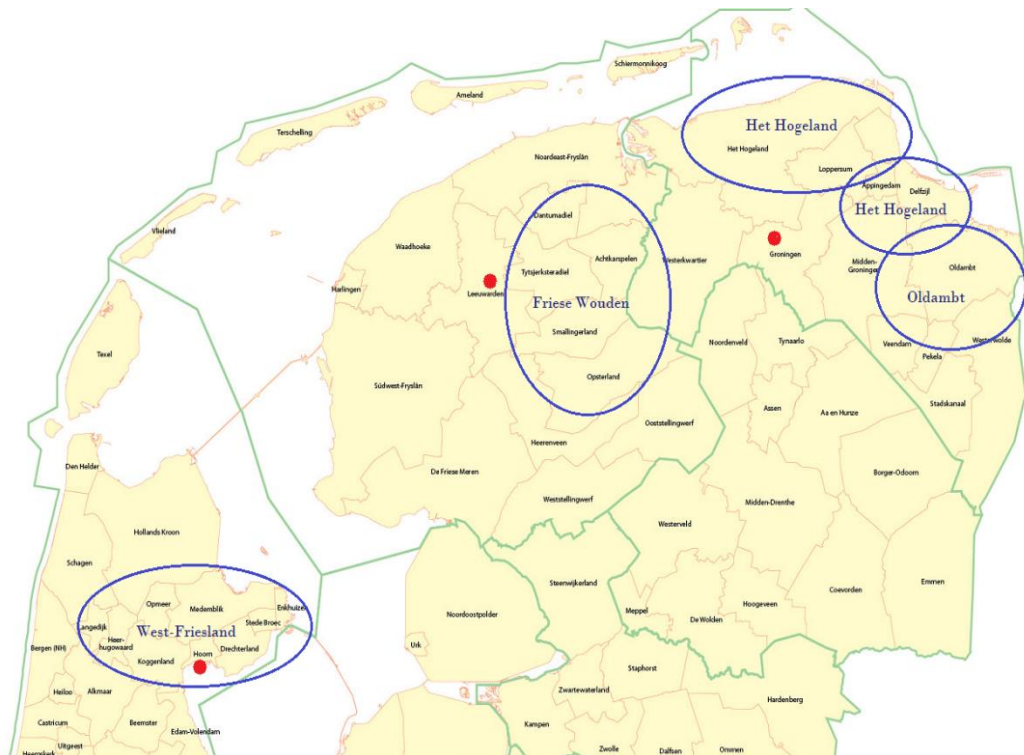 Schiermonnikoog
Ameland
Terschelling
Vlieland
Texel
Het Hogeland
Het Hogeland
Loppersum
Noardeast-Fryslân
Appingedam
Delfzijl
Het Hogeland
Dantumadiel
Waadhoeke
Achtkarspelen
Westerkwartier
Groningen
Midden-
Groningen
Oldambt
Oldambt
Tytsjerksteradiel
Harlingen
Leeuwarden
Friese Wouden
Smallingerland
Noordenveld
Tynaarlo
Veendam
Westerwolde
Pekela
Súdwest-Fryslân
Opsterland
Assen
Aa en Hunze
Stadskanaal
Ooststellingwerf
Heerenveen
De Friese Meren
Borger-Odoorn
Den Helder
Weststellingwerf
Midden-Drenthe
Westerveld
Hollands Kroon
Schagen
Steenwijkerland
Emmen
Coevorden
Opmeer
Medemblik
Enkhuizen
Hoogeveen
Meppel
De Wolden
Noordoostpolder
Langedijk
West-Friesland
Stede Broec
Heer-
hugowaard
Drechterland
Bergen (NH)
Hoorn
Koggenland
Urk
Staphorst
Heiloo
Alkmaar
Zwartewaterland
Hardenberg
Castricum
Beemster
Edam-Volendam
Kampen
Uitgeest
Heemskerk
Zwolle
Dalfsen
Ommen